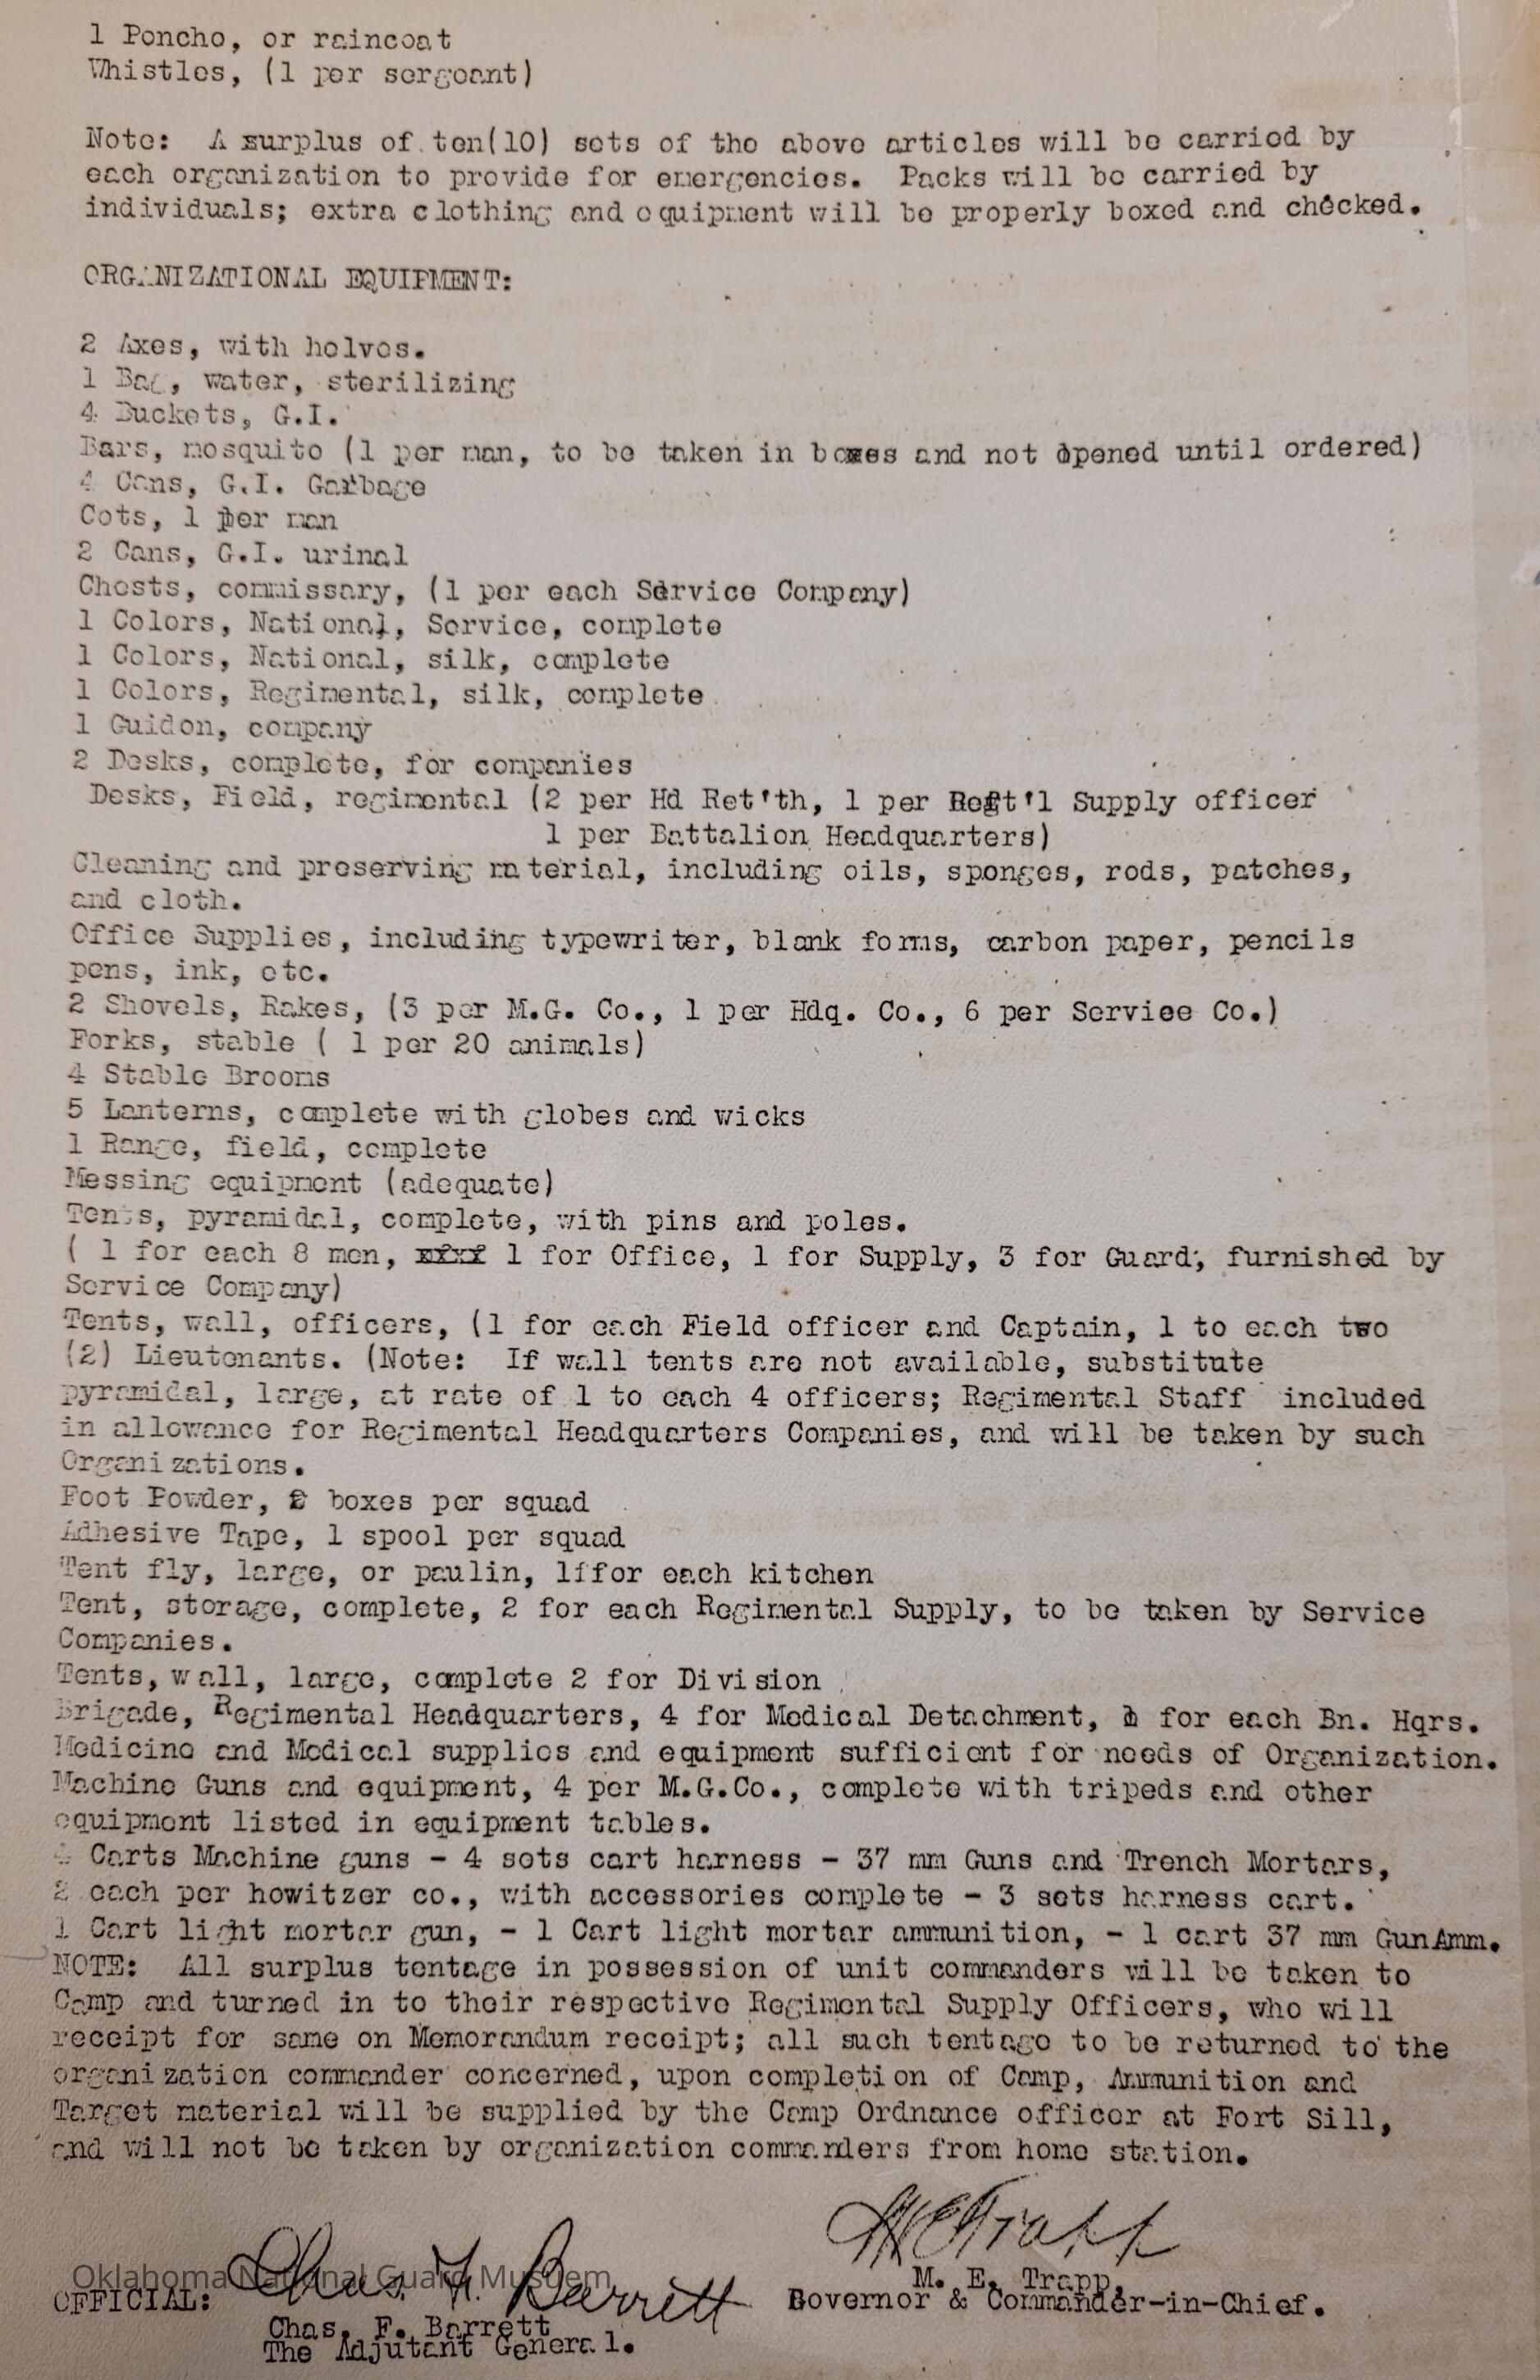 1 Poncho, or raincoat
Whistles, (1 per sergeant)
Note: A surplus of ten(10) sets of the above articles will be carried by
each organization to provide for emergencies. Packs will be carried by
individuals; extra clothing and equipment will be properly boxed and checked.
ORGANIZATIONAL EQUIPMENT:
2 Axes, with helves.
1 Bag, water, sterilizing
4 Buckets, G.I.
Bars, mosquito (1 per man, to be taken in boxes and not opened until ordered)
4 Cans, G.I. Garbage
Cots, 1 per man
2 Cans, G.I. urinal
Chests, commissary, (1 per each Service Company)
1 Colors, National, Service, complete
1 Colors, National, silk, complete
1 Colors, Regimental, silk, complete
1 Guidon, company
2 Desks, complete, for companies
Desks, Field, regimental (2 per Hd Ret'th, 1 per Regt'l Supply officer
1 per Battalion Headquarters)
Cleaning and preserving material, including oils, sponges, rods, patches,
and cloth.
Office Supplies, including typewriter, blank forms, carbon paper, pencils
pens, ink, etc.
2 Shovels, Rakes, (3 per M.G. Co., 1 per Hdq. Co., 6 per Service Co.)
Forks, stable ( 1 per 20 animals)
4 Stable Brooms
5 Lanterns, complete with globes and wicks
1 Range, field, complete
Messing equipment (adequate)
Tents, pyramidal, complete, with pins and poles.
( 1 for each 8 men, 1 for Office, 1 for Supply, 3 for Guard; furnished by
Service Company)
Tents, wall, officers, (1 for each Field officer and Captain, 1 to each two
(2) Lieutenants. (Note: If wall tents are not available, substitute
pyramidal, large, at rate of 1 to each 4 officers; Regimental Staff included
in allowance for Regimental Headquarters Companies, and will be taken by such
Organizations.
Foot Powder, 2 boxes per squad
Adhesive Tape, 1 spool per squad
Tent fly, large, or paulin, 1 for each kitchen
Tent, storage, complete, 2 for each Regimental Supply, to be taken by Service
Companies.
Tents, wall, large, complete 2 for Division
Brigade, Regimental Headquarters, 4 for Medical Detachment, for each Bn. Hqrs.
Medicine and Medical supplies and equipment sufficient for needs of Organization.
Machine Guns and equipment, 4 per M.G.Co., complete with tripeds and other
equipment listed in equipment tables.
Carts Machine guns - 4 sets cart harness - 37 mm Guns and Trench Mortars,
2 each per howitzer co., with accessories complete - 3 sets harness cart.
1 Cart light mortar gun, - 1 Cart light mortar ammunition, - 1 cart 37 mm GunAmm.
NOTE: All surplus tentage in possession of unit commanders will be taken to
Camp and turned in to their respective Regimental Supply Officers, who will
receipt for same on Memorandum receipt; all such tentage to be returned to the
organization commander concerned, upon completion of Camp, Ammunition and
Target material will be supplied by the Camp Ordnance officer at Fort Sill,
and will not be taken by organization commanders from home station.
M E Trapp
Chas. F. Barrett
Oklahoma National Guard Museum
OFFICIAL:
M. E. Trapp,
Governor & Commander-in-Chief.
Chas. F. Barrett
The Adjutant General.